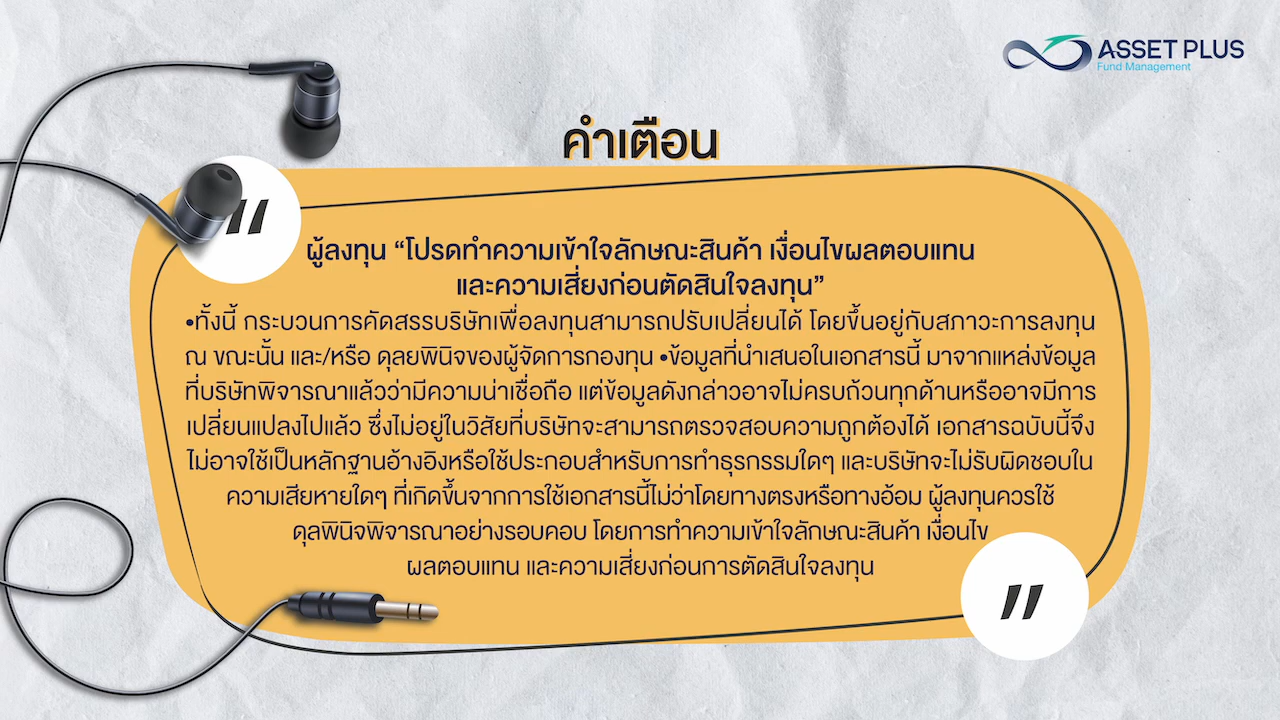 ASSET PLUS
Fund Management
คำเตือน
ผู้ลงทุน “โปรดทำความเข้าใจลักษณะสินค้า เงื่อนไขผลตอบแทน
และความเสี่ยงก่อนตัดสินใจลงทุน”
•ทั้งนี้ กระบวนการคัดสรรบริษัทเพื่อลงทุนสามารถปรับเปลี่ยนได้ โดยขึ้นอยู่กับสภาวะการลงทุน
ณ ขณะนั้น และ/หรือ ดุลยพินิจของผู้จัดการกองทุน •ข้อมูลที่นำเสนอในเอกสารนี้ มาจากแหล่งข้อมูล
ที่บริษัทพิจารณาแล้วว่ามีความน่าเชื่อถือ แต่ข้อมูลดังกล่าวอาจไม่ครบถ้วนทุกด้านหรืออาจมีการ
เปลี่ยนแปลงไปแล้ว ซึ่งไม่อยู่ในวิสัยที่บริษัทจะสามารถตรวจสอบความถูกต้องได้ เอกสารฉบับนี้จึง
ไม่อาจใช้เป็นหลักฐานอ้างอิงหรือใช้ประกอบสำหรับการทำธุรกรรมใดๆ และบริษัทจะไม่รับผิดชอบใน
ความเสียหายใดๆ ที่เกิดขึ้นจากการใช้เอกสารนี้ไม่ว่าโดยทางตรงหรือทางอ้อม ผู้ลงทุนควรใช้
ดุลพินิจพิจารณาอย่างรอบคอบ โดยการทำความเข้าใจลักษณะสินค้า เงื่อนไข
ผลตอบแทน และความเสี่ยงก่อนการตัดสินใจลงทุน